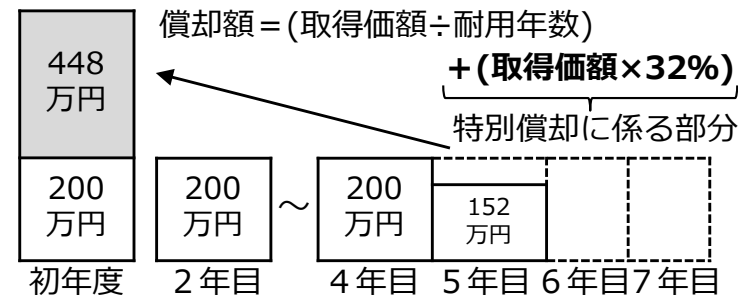 償却額＝(取得価額÷耐用年数)
＋(取得価額×32%)
特別償却に係る部分
448
万円
200
万円
200
万円
～
200
万円
152
万円
初年度
２年目
４年目
５年目
６年目
７年目